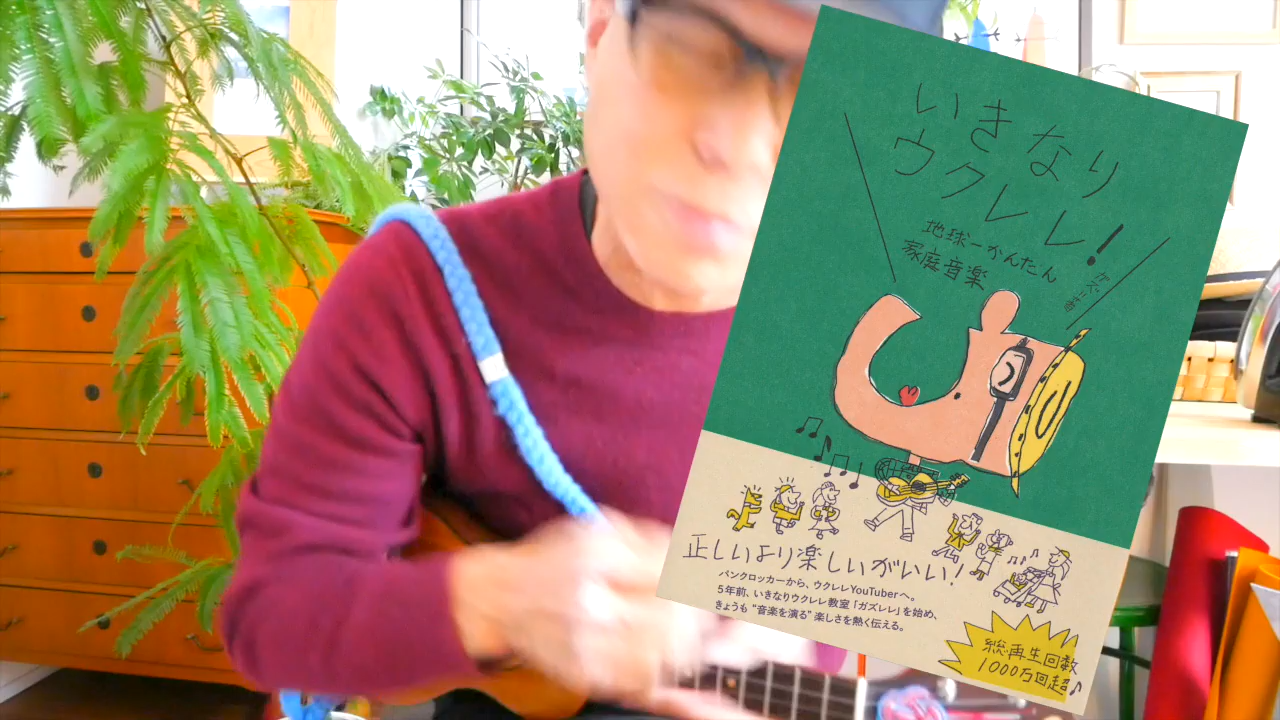 いきなり
ウクレレ!
地球一かんたん
家庭音楽
ガズ
正しいより楽しいがいい!
パンクロッカーから、ウクレレYouTuberへ。
5年前、いきなりウクレレ教室「ガズレレ」を始め、
きょうも“音楽を演る”楽しさを熱く伝える。
総再生回数
1000万回超♪